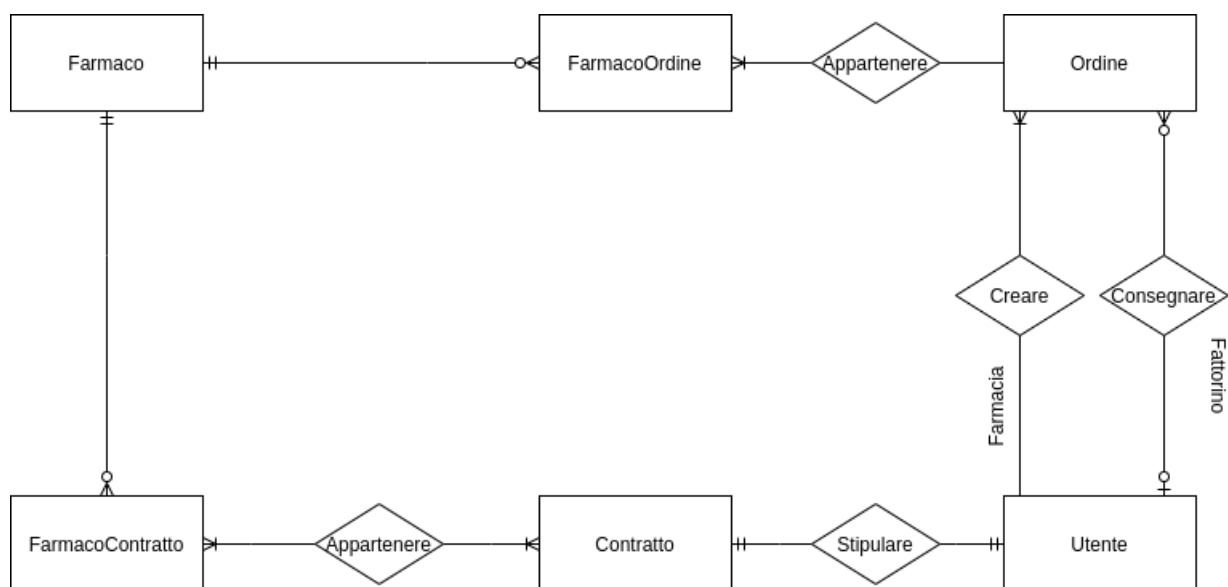 Farmaco
FarmacoOrdine
Appartenere
Ordine
Creare
Consegnare
Farmacia
Fattorino
FarmacoContratto
Appartenere
Contratto
Stipulare
Utente